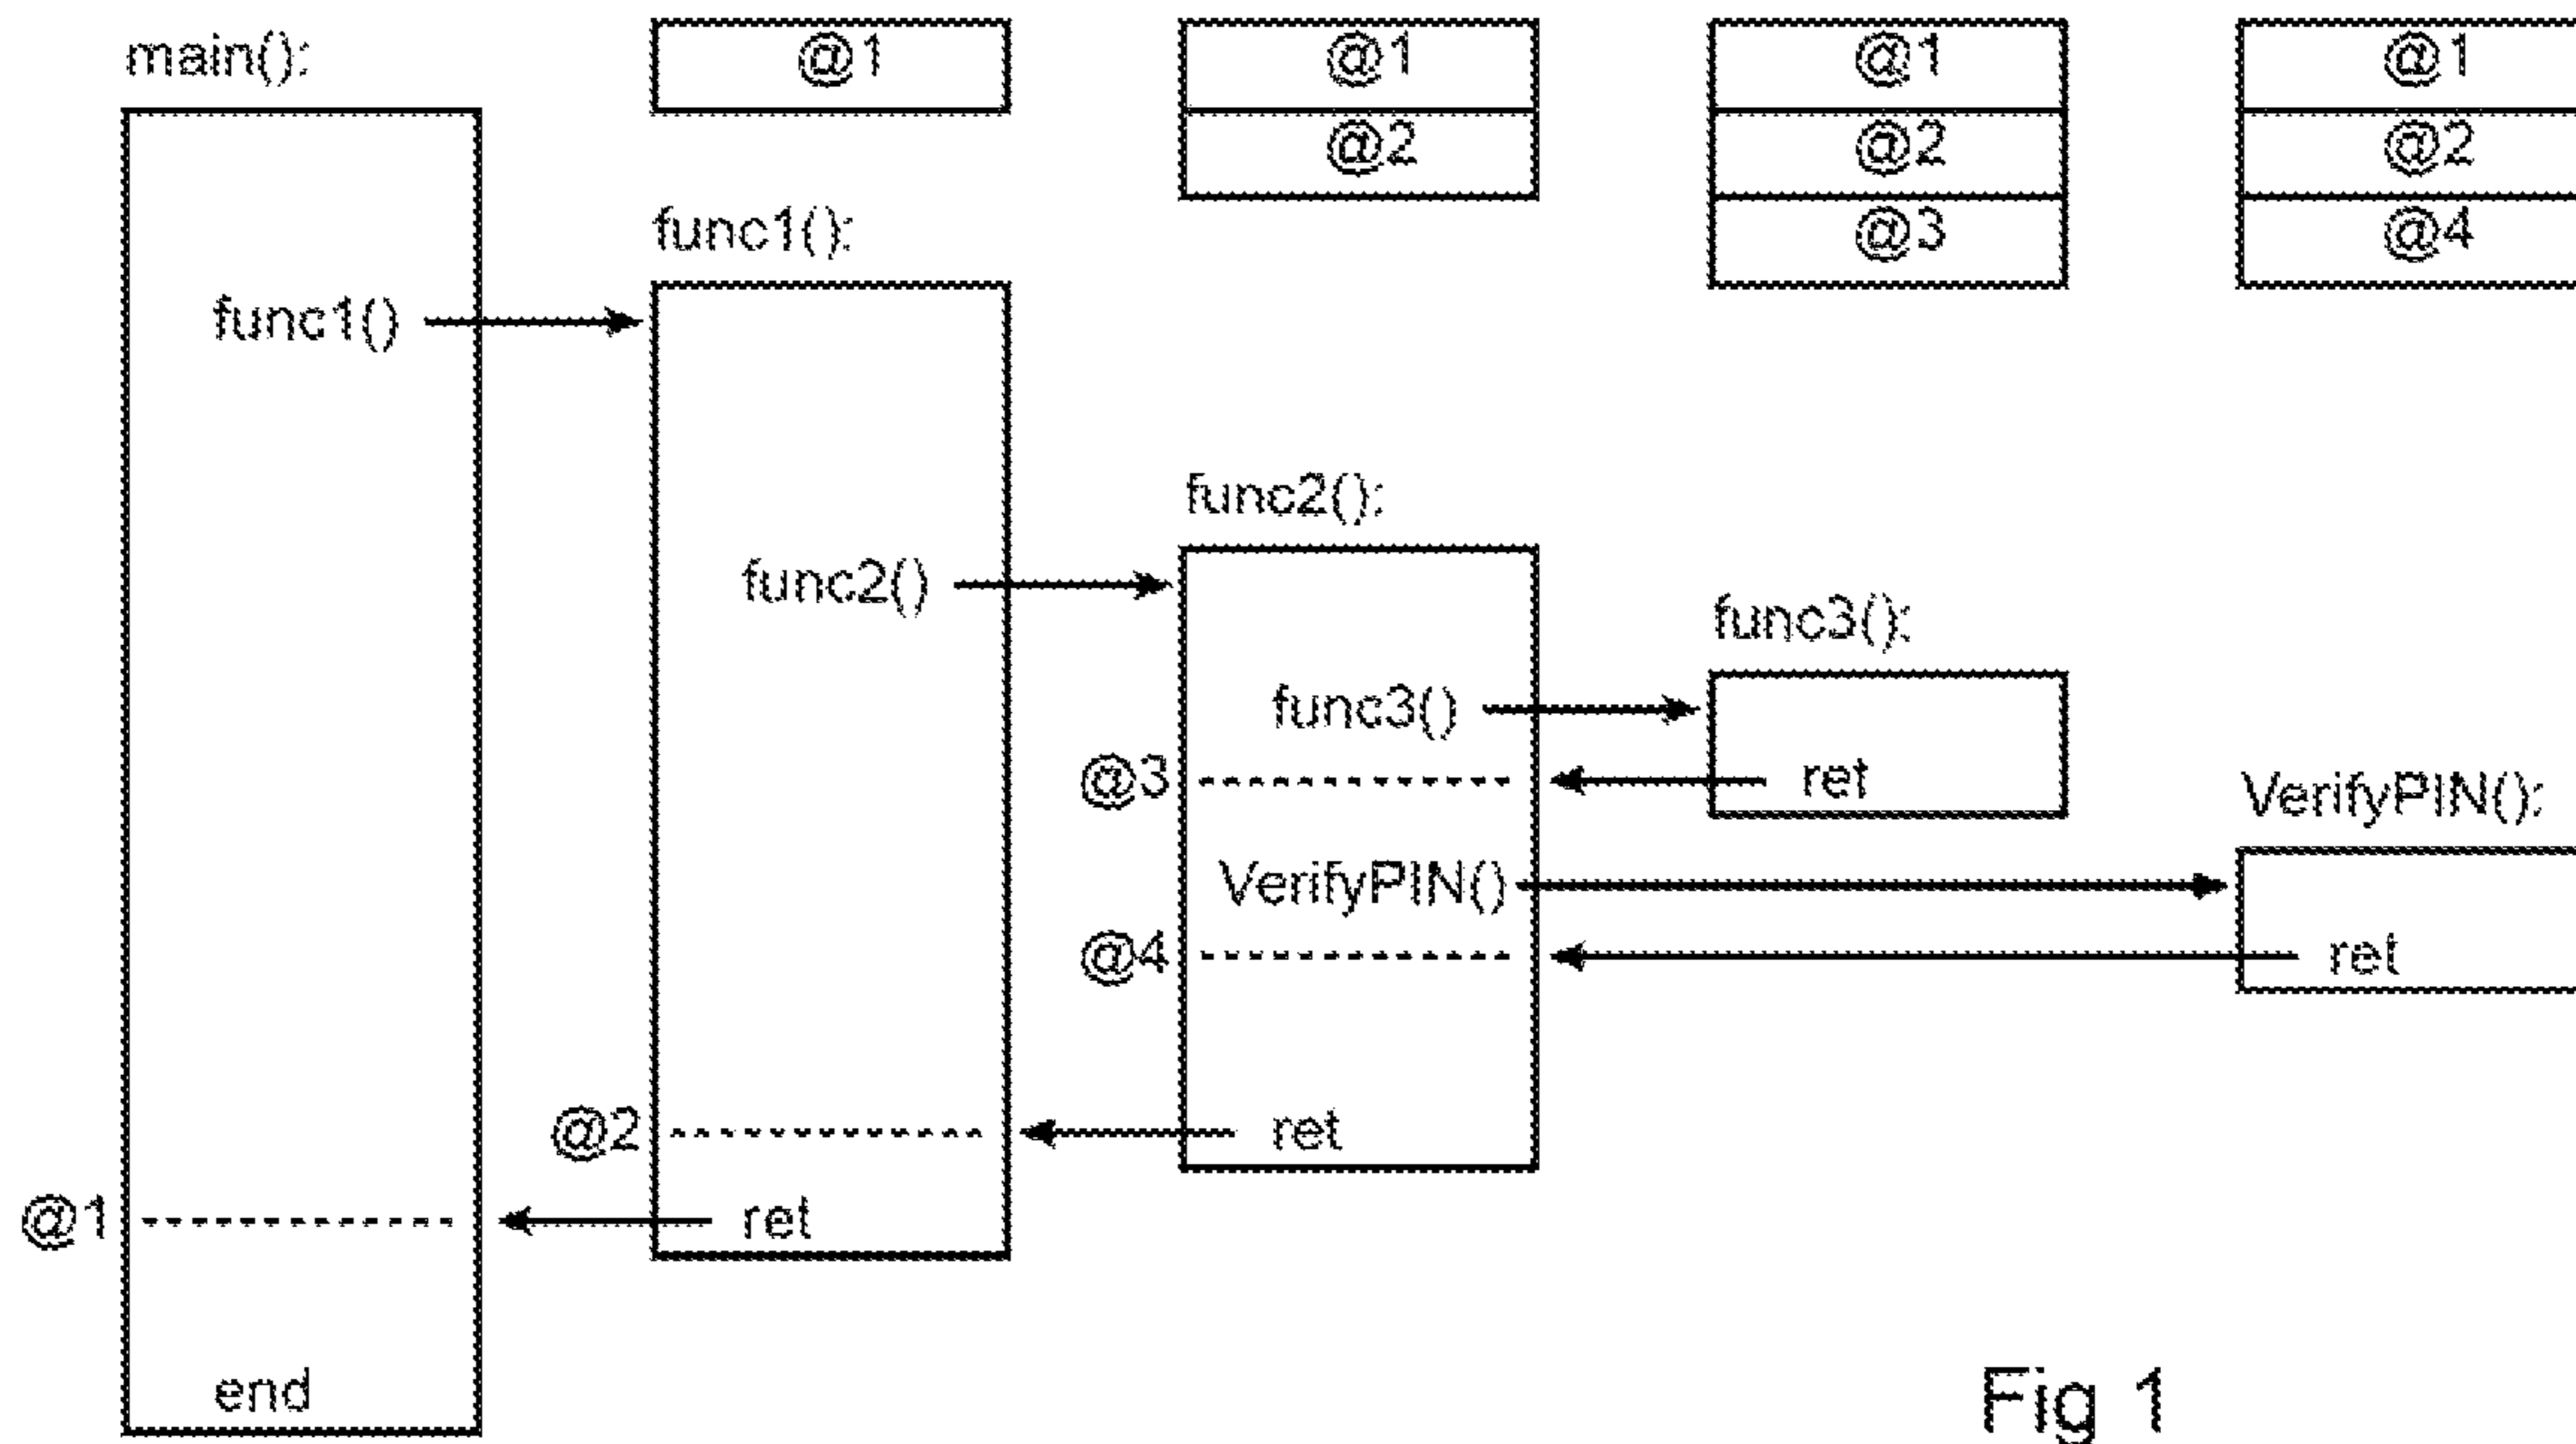 main():
@1
@1
@1
@1
@2
@2
@2
func1():
@3
@4
func1()
func2():
func2()
func3():
func3()
@3
ret
VerifyPIN():
VerifyPIN()
@4
ret
@2
ret
@1
ret
end
Fig 1